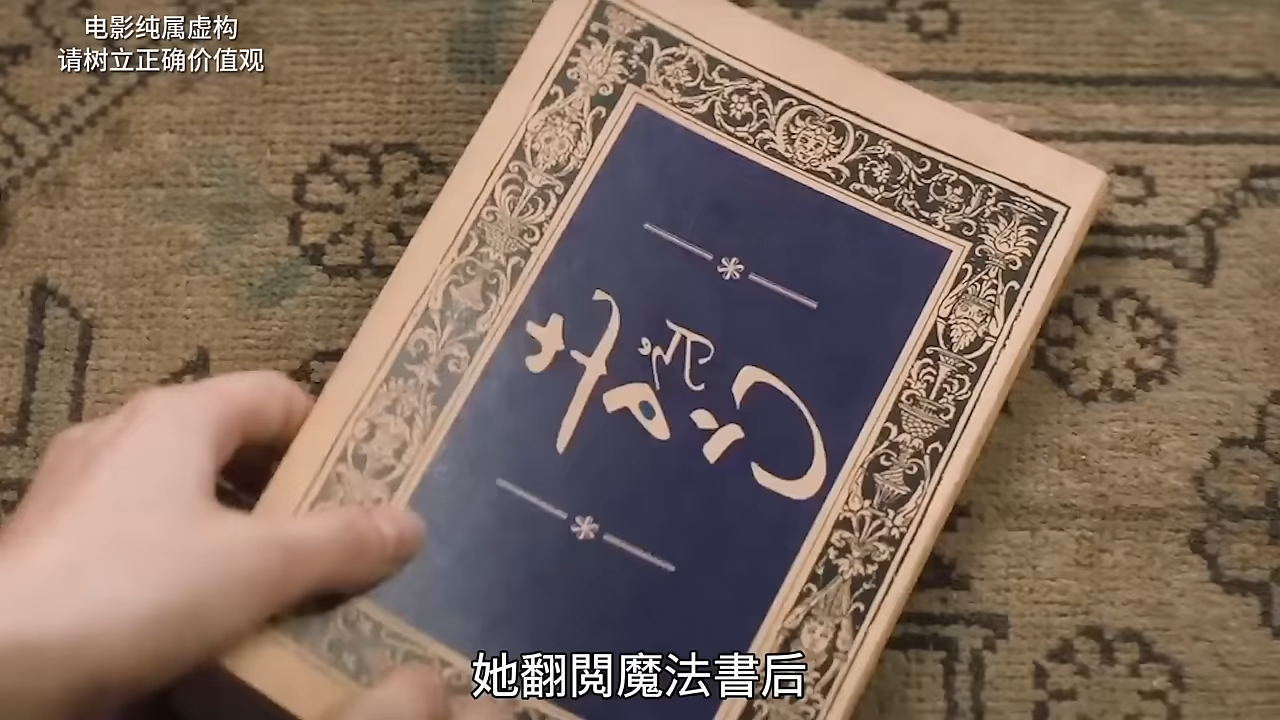 电影纯属虚构
请树立正确价值观
她翻閲魔法書后